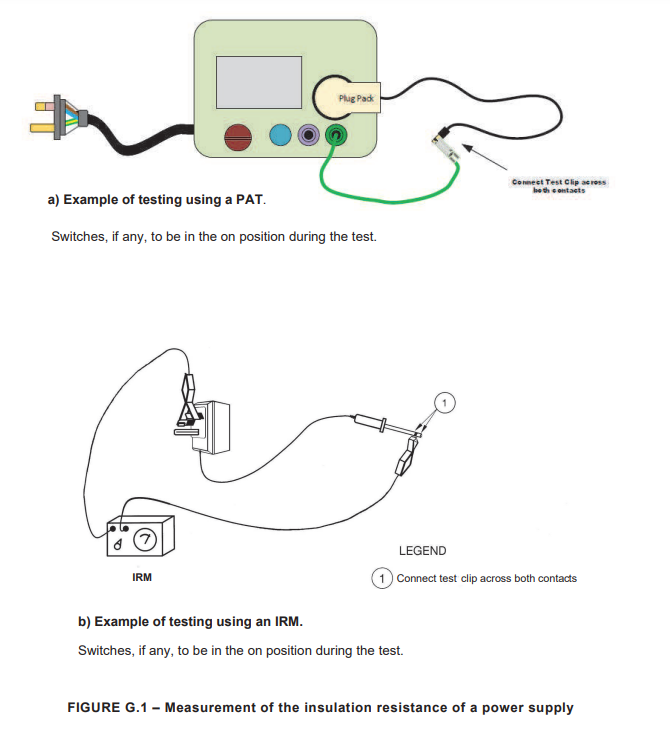 Plug Pack
Connect Test Clip across
both contacts
a) Example of testing using a PAT.
Switches, if any, to be in the on position during the test.
1
LEGEND
IRM
1 Connect test clip across both contacts
b) Example of testing using an IRM.
Switches, if any, to be in the on position during the test.
FIGURE G.1 – Measurement of the insulation resistance of a power supply